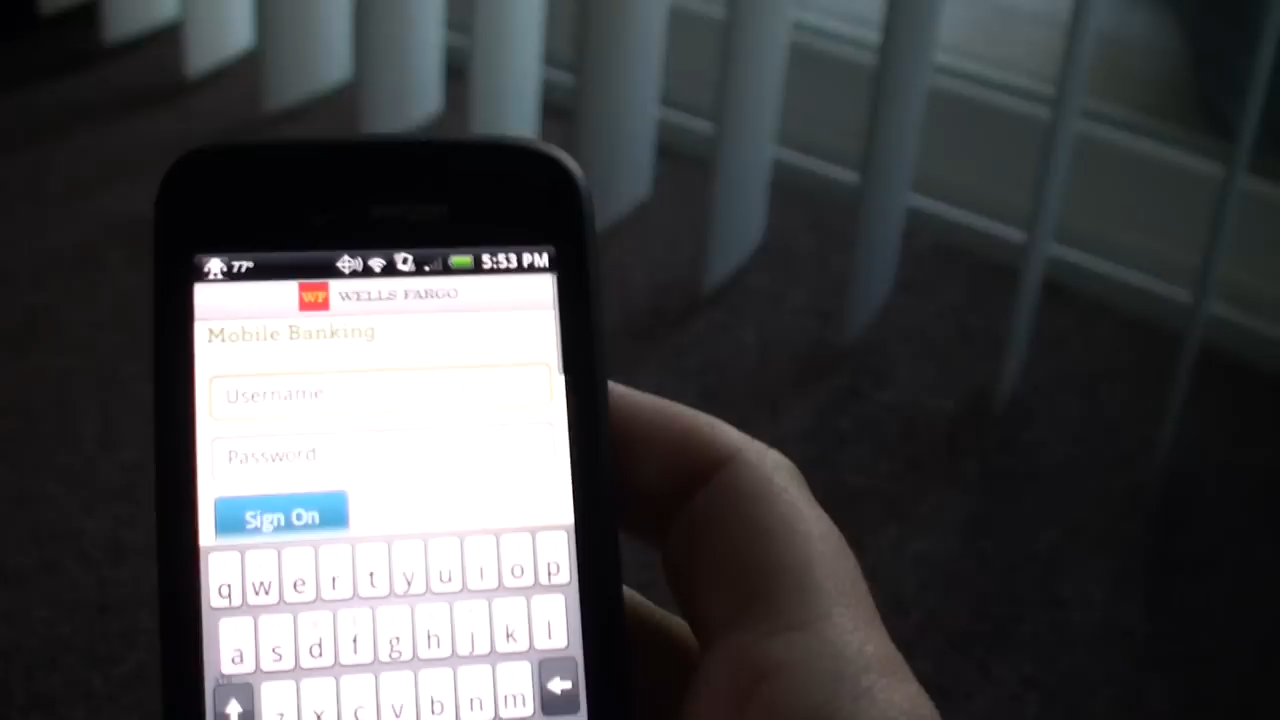 77° 5:53 PM
WF WELLS FARGO
Mobile Banking
Username
Password
Sign On
q w e r t y u i o p
a s d f g h j k l
z x c v b n m